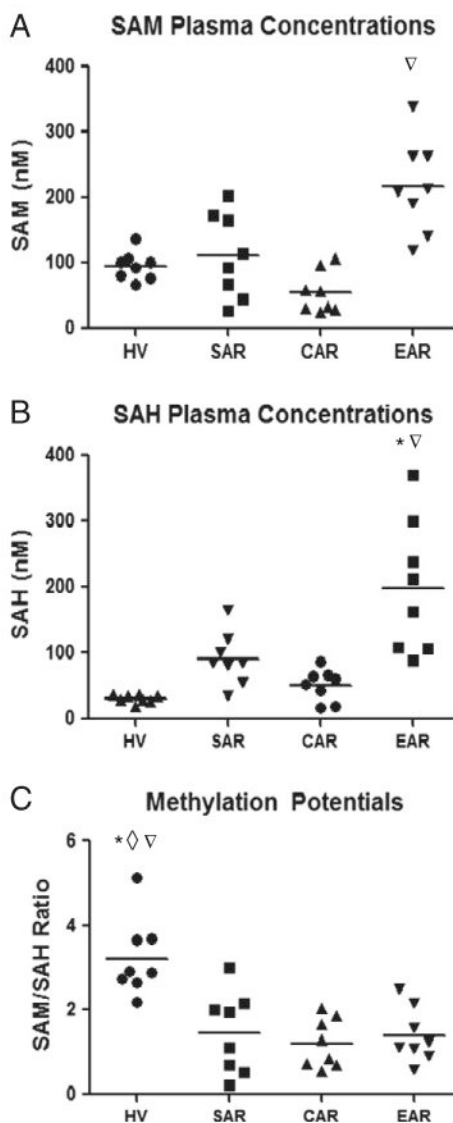 A
SAM Plasma Concentrations
SAM (nM)
400
300
200
100
0
HV SAR CAR EAR
▽
B
SAH Plasma Concentrations
SAH (nM)
400
300
200
100
0
HV SAR CAR EAR
* ▽
C
Methylation Potentials
SAM/SAH Ratio
6
4
2
0
HV SAR CAR EAR
* ◊ ▽